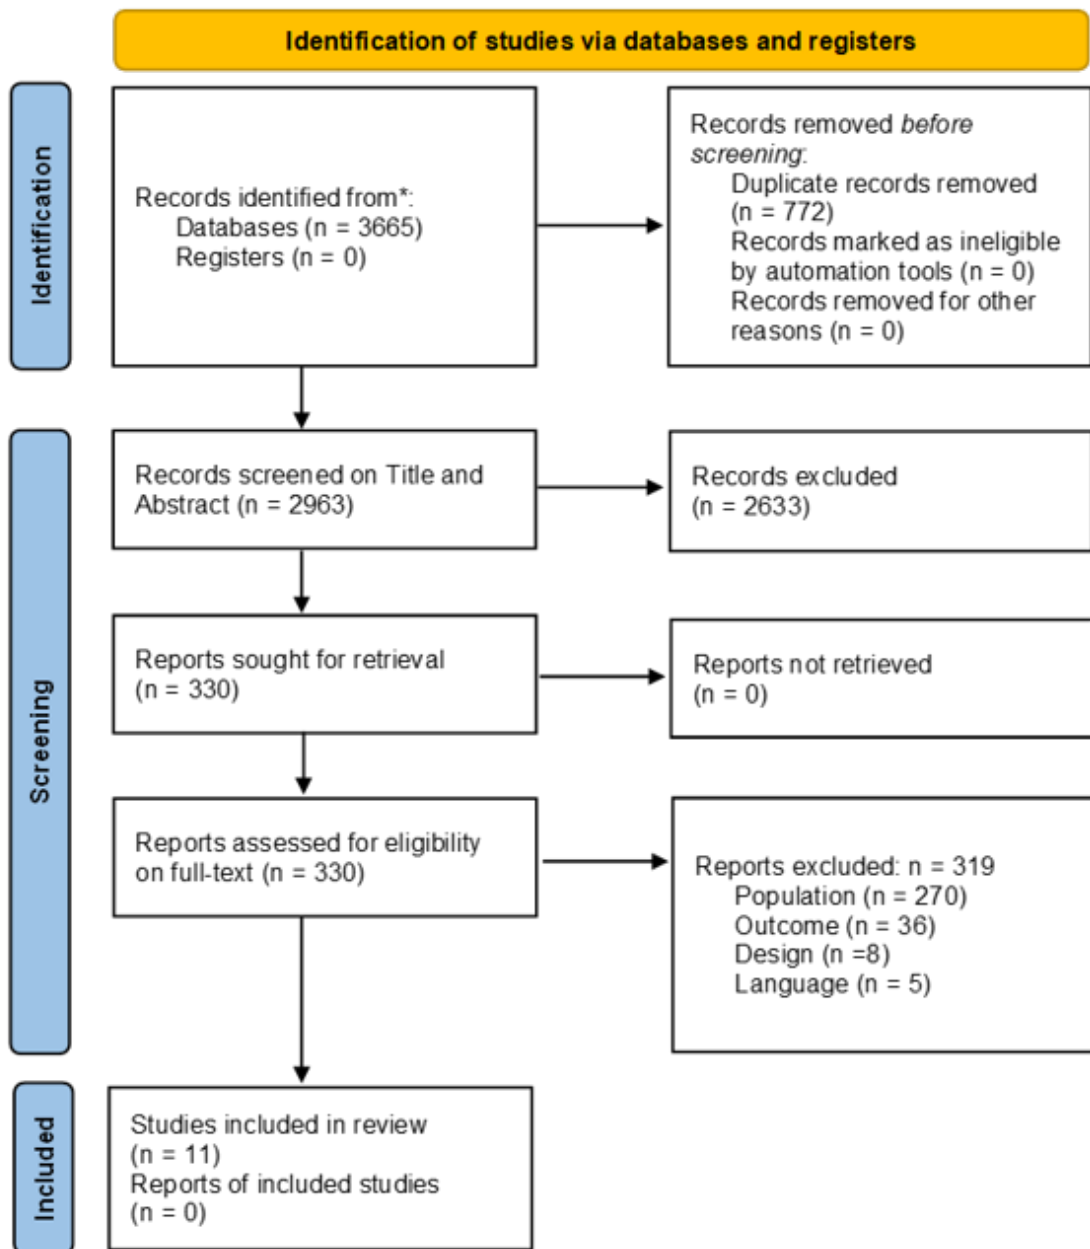 Identification of studies via databases and registers
Identification
Records identified from*:
Databases (n = 3665)
Registers (n = 0)
Records removed before
screening:
Duplicate records removed
(n = 772)
Records marked as ineligible
by automation tools (n = 0)
Records removed for other
reasons (n = 0)
Screening
Records screened on Title and
Abstract (n = 2963)
Records excluded
(n = 2633)
Reports sought for retrieval
(n = 330)
Reports not retrieved
(n = 0)
Reports assessed for eligibility
on full-text (n = 330)
Reports excluded: n = 319
Population (n = 270)
Outcome (n = 36)
Design (n =8)
Language (n = 5)
Included
Studies included in review
(n = 11)
Reports of included studies
(n = 0)